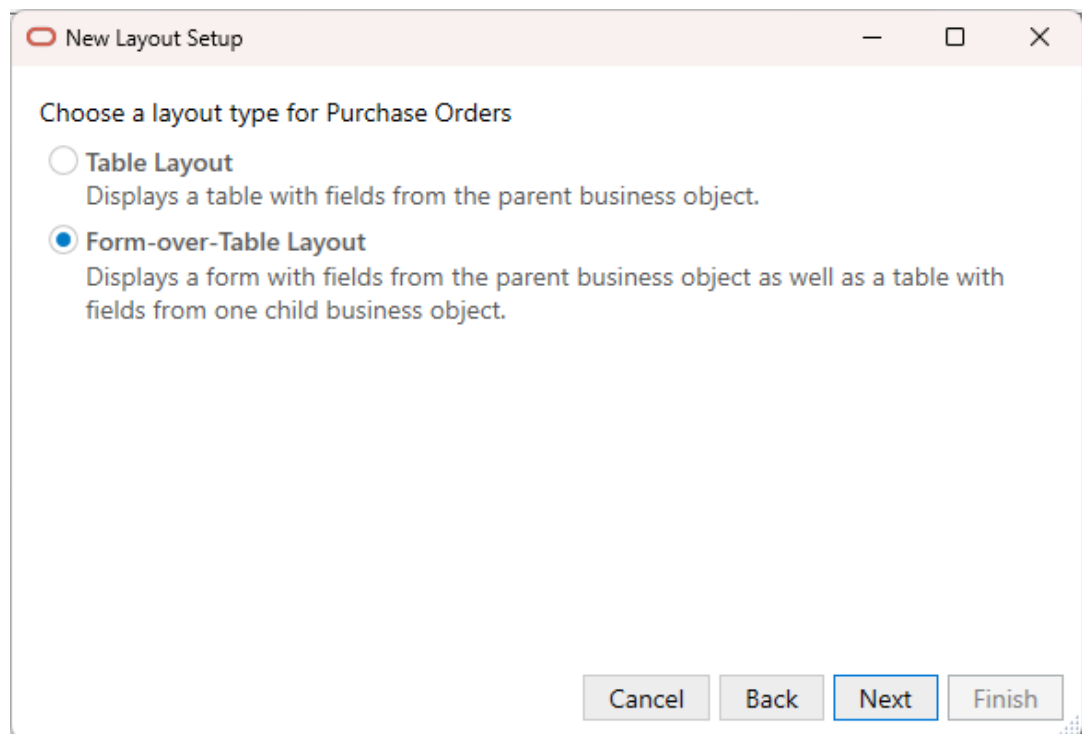 New Layout Setup
Choose a layout type for Purchase Orders
Table Layout
Displays a table with fields from the parent business object.
Form-over-Table Layout
Displays a form with fields from the parent business object as well as a table with
fields from one child business object.
Cancel Back Next Finish